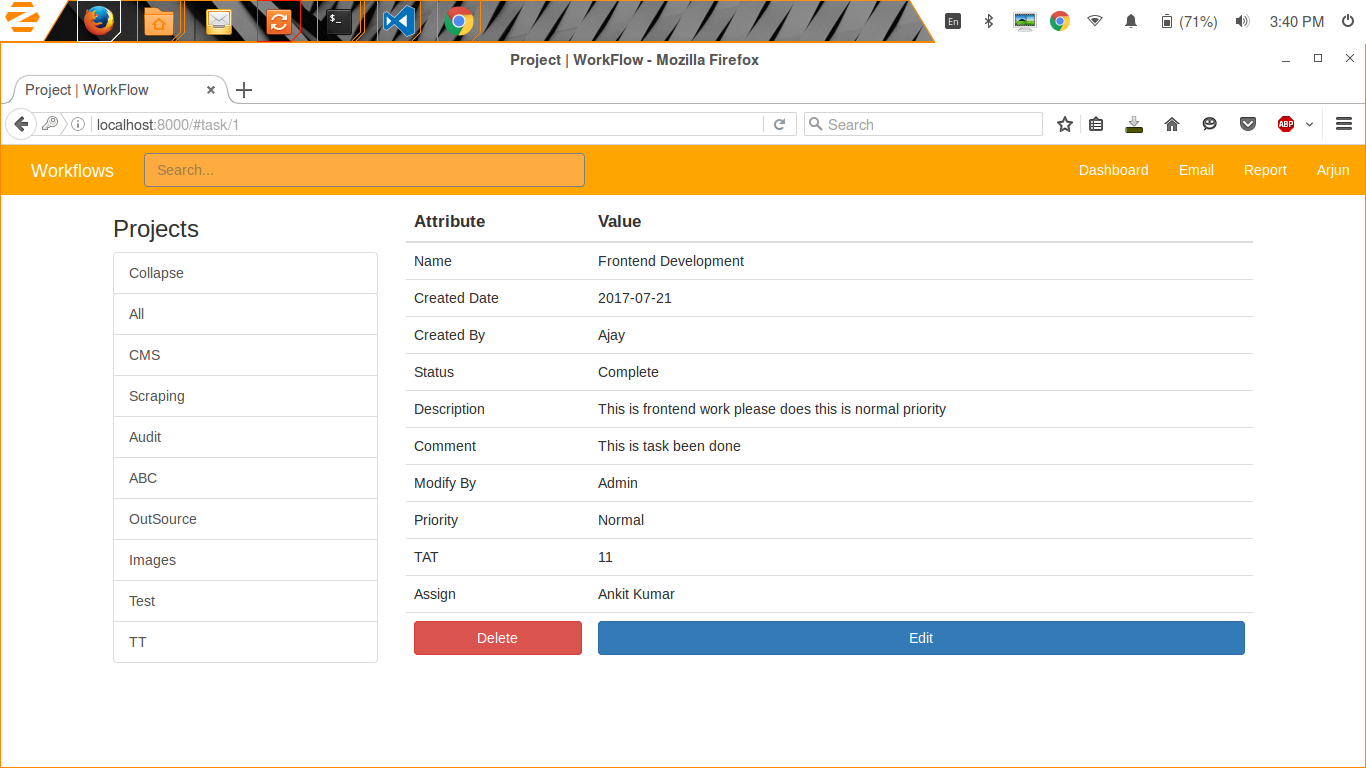 >_
En
(71%)
3:40 PM
Project | WorkFlow - Mozilla Firefox
Project | WorkFlow
localhost:8000/#task/1
Search
ABP
Workflows
Search...
Dashboard
Email
Report
Arjun
Projects
Collapse
All
CMS
Scraping
Audit
ABC
OutSource
Images
Test
TT
Attribute Value
Name Frontend Development
Created Date 2017-07-21
Created By Ajay
Status Complete
Description This is frontend work please does this is normal priority
Comment This is task been done
Modify By Admin
Priority Normal
TAT 11
Assign Ankit Kumar
Delete Edit